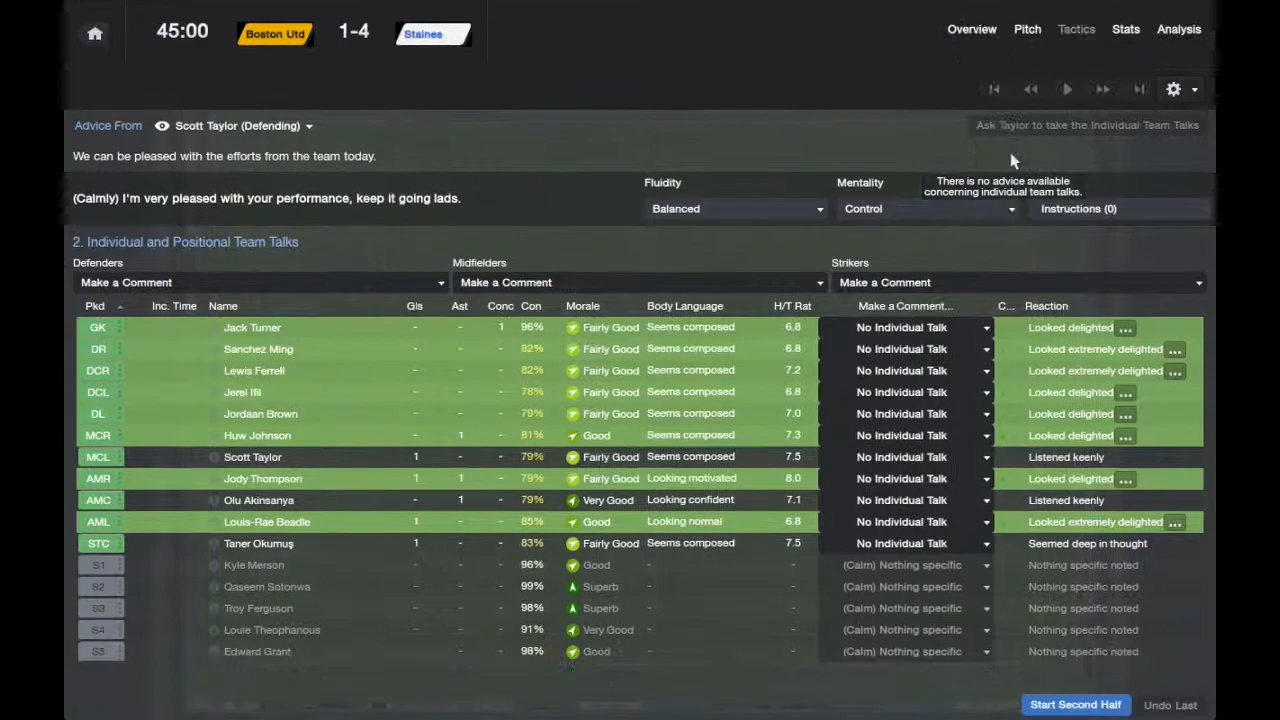 45:00 Boston Utd 1-4 Staines Overview Pitch Tactics Stats Analysis
Advice From Scott Taylor (Defending) Ask Taylor to take the Individual Team Talks
We can be pleased with the efforts from the team today.
Fluidity Mentality There is no advice available
concerning individual team talks.
(Calmly) I'm very pleased with your performance, keep it going lads. Balanced Control Instructions (0)
2. Individual and Positional Team Talks
Defenders Midfielders Strikers
Make a Comment Make a Comment Make a Comment
Pkd Inc. Time Name Gls Ast Conc Con Morale Body Language H/T Rat Make a Comment... C... Reaction
GK Jack Turner - - 1 96% Fairly Good Seems composed 6.8 No Individual Talk Looked delighted ...
DR Sanchez Ming - - - 82% Fairly Good Seems composed 6.8 No Individual Talk Looked extremely delighted ...
DCR Lewis Ferrell - - - 82% Fairly Good Seems composed 7.2 No Individual Talk Looked extremely delighted ...
DCL Jerel Ifil - - - 78% Fairly Good Seems composed 6.8 No Individual Talk Looked delighted ...
DL Jordaan Brown - - - 79% Fairly Good Seems composed 7.0 No Individual Talk Looked delighted ...
MCR Huw Johnson - 1 - 81% Good Seems composed 7.3 No Individual Talk Looked delighted ...
MCL Scott Taylor 1 - - 79% Fairly Good Seems composed 7.5 No Individual Talk Listened keenly
AMR Jody Thompson 1 1 - 79% Fairly Good Looking motivated 8.0 No Individual Talk Looked delighted ...
AMC Olu Akinsanya - 1 - 79% Very Good Looking confident 7.1 No Individual Talk Listened keenly
AML Louis-Rae Beadle 1 - - 85% Good Looking normal 6.8 No Individual Talk Looked extremely delighted ...
STC Taner Okumuş 1 - - 83% Fairly Good Seems composed 7.5 No Individual Talk Seemed deep in thought
S1 Kyle Merson - - - 96% Good - - (Calm) Nothing specific Nothing specific noted
S2 Qaseem Sotonwa - - - 99% Superb - - (Calm) Nothing specific Nothing specific noted
S3 Troy Ferguson - - - 98% Superb - - (Calm) Nothing specific Nothing specific noted
S4 Louie Theophanous - - - 91% Very Good - - (Calm) Nothing specific Nothing specific noted
S5 Edward Grant - - - 98% Good - - (Calm) Nothing specific Nothing specific noted
Start Second Half Undo Last